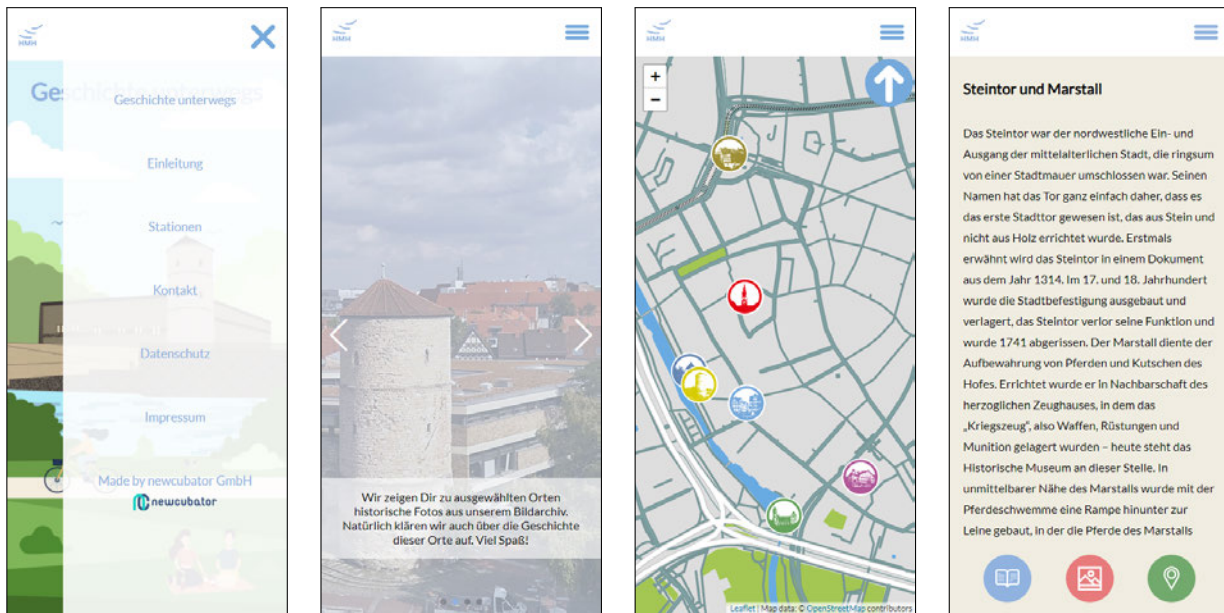 HMH
Geschichte unterwegs
Geschichte unterwegs
Einleitung
Stationen
Kontakt
Datenschutz
Impressum
Made by newcubator GmbH
newcubator
HMH
Wir zeigen Dir zu ausgewählten Orten
historische Fotos aus unserem Bildarchiv.
Natürlich klären wir auch über die Geschichte
dieser Orte auf. Viel Spaß!
HMH
+
−
Leaflet | Map data: © OpenStreetMap contributors
HMH
Steintor und Marstall
Das Steintor war der nordwestliche Ein- und
Ausgang der mittelalterlichen Stadt, die ringsum
von einer Stadtmauer umschlossen war. Seinen
Namen hat das Tor ganz einfach daher, dass es
das erste Stadttor gewesen ist, das aus Stein und
nicht aus Holz errichtet wurde. Erstmals
erwähnt wird das Steintor in einem Dokument
aus dem Jahr 1314. Im 17. und 18. Jahrhundert
wurde die Stadtbefestigung ausgebaut und
verlagert, das Steintor verlor seine Funktion und
wurde 1741 abgerissen. Der Marstall diente der
Aufbewahrung von Pferden und Kutschen des
Hofes. Errichtet wurde er in Nachbarschaft des
herzoglichen Zeughauses, in dem das
„Kriegszeug“, also Waffen, Rüstungen und
Munition gelagert wurden – heute steht das
Historische Museum an dieser Stelle. In
unmittelbarer Nähe des Marstalls wurde mit der
Pferdeschwemme eine Rampe hinunter zur
Leine gebaut, in der die Pferde des Marstalls